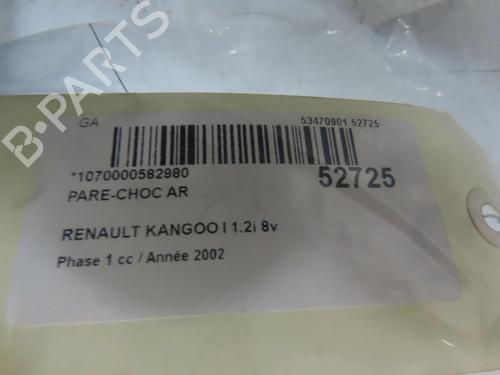 GA
53470901 52725
*1070000582980
52725
PARE-CHOC AR
RENAULT KANGOO I 1.2i 8v
Phase 1 cc / Année 2002
B-PARTS